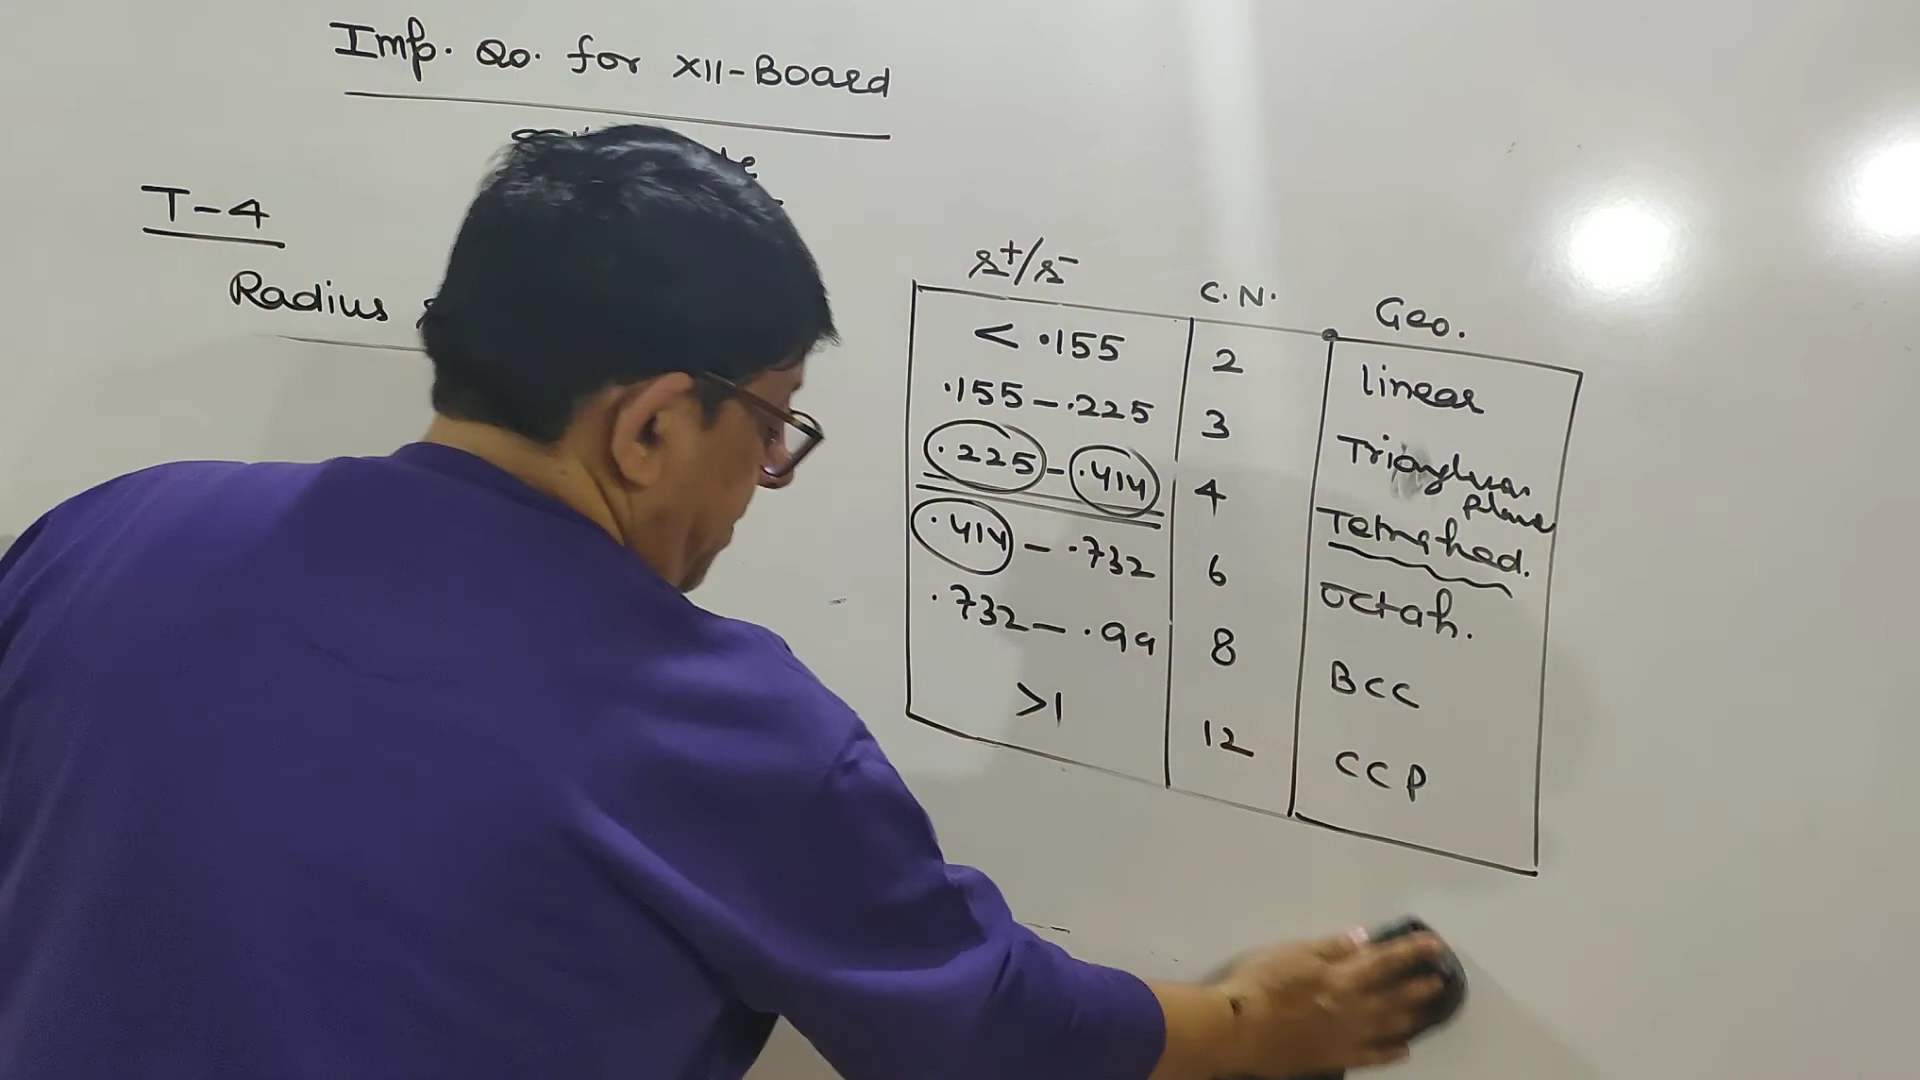 Imp. Qo. for XII-Board
T-4
Radius
r⁺/r⁻ C.N. Geo.
< .155 2 linear
.155 - .225 3 Triangluar plane
.225 - .414 4 Tetrahed.
.414 - .732 6 octah.
.732 - .99 8 BCC
>1 12 CCP